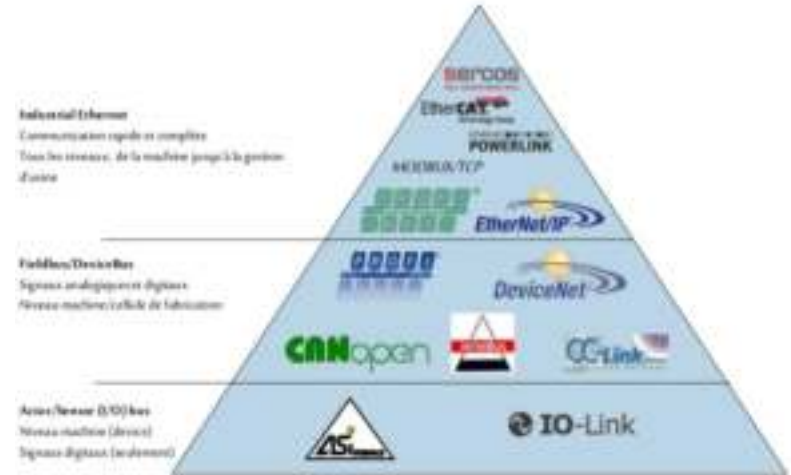 sercos
EtherCAT
Industrial Ethernet
POWERLINK
Communication rapide et complète
Tous les niveaux, de la machine jusqu'à la gestion
MODBUS/TCP
d'usine
EtherNet/IP
Fieldbus/DeviceBus
Signaux analogiques et digitaux
DeviceNet
Niveau machine/cellule de fabrication
CANopen
CC-Link
Actor/Sensor (I/O) bus
Niveau machine (device)
IO-Link
Signaux digitaux (seulement)